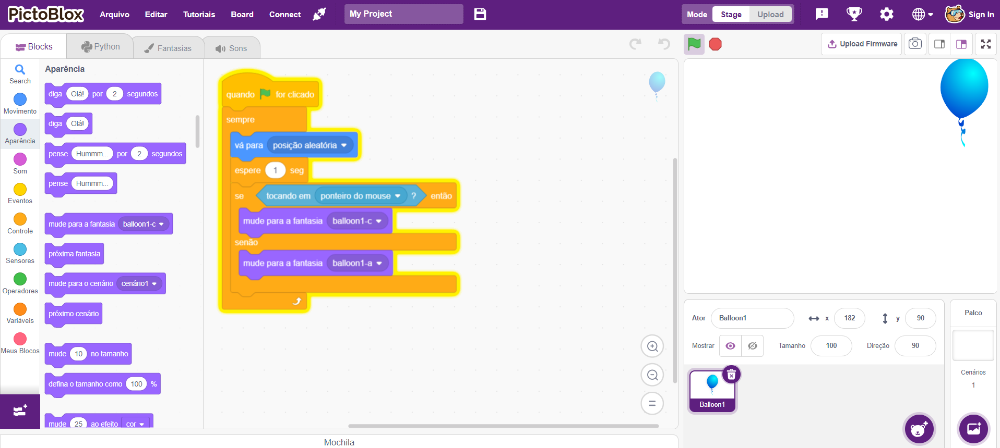 PictoBlox Arquivo Editar Tutoriais Board Connect My Project Mode Stage Upload Sign In
Blocks Python Fantasias Sons Upload Firmware
Search
Movimento
Aparência
Som
Eventos
Controle
Sensores
Operadores
Variáveis
Meus Blocos
Aparência
diga Olá! por 2 segundos
diga Olá!
pense Hummm... por 2 segundos
pense Hummm...
mude para a fantasia balloon1-c
próxima fantasia
mude para o cenário cenário1
próximo cenário
mude 10 no tamanho
defina o tamanho como 100 %
mude 25 ao efeito cor
quando for clicado
sempre
vá para posição aleatória
espere 1 seg
se tocando em ponteiro do mouse ? então
mude para a fantasia balloon1-c
senão
mude para a fantasia balloon1-a
Ator Balloon1 x 182 y 90
Mostrar Tamanho 100 Direção 90
Balloon1
Palco
Cenários
1
Mochila